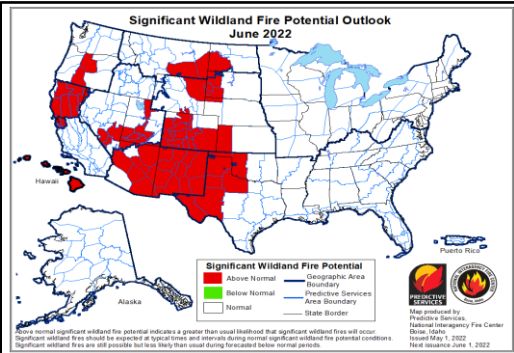 Significant Wildland Fire Potential Outlook
June 2022
Hawaii
Alaska
Puerto Rico
Significant Wildland Fire Potential
Above Normal
Below Normal
Normal
Geographic Area
Boundary
Predictive Services
Area Boundary
State Border
PREDICTIVE
SERVICES
Map produced by
Predictive Services,
National Interagency Fire Center
Boise, Idaho
Issued May 1, 2022
Next issuance June 1, 2022
Above normal significant wildland fire potential indicates a greater than usual likelihood that significant wildland fires will occur.
Significant wildland fires should be expected at typical times and intervals during normal significant wildland fire potential conditions.
Significant wildland fires are still possible but less likely than usual during forecasted below normal periods.